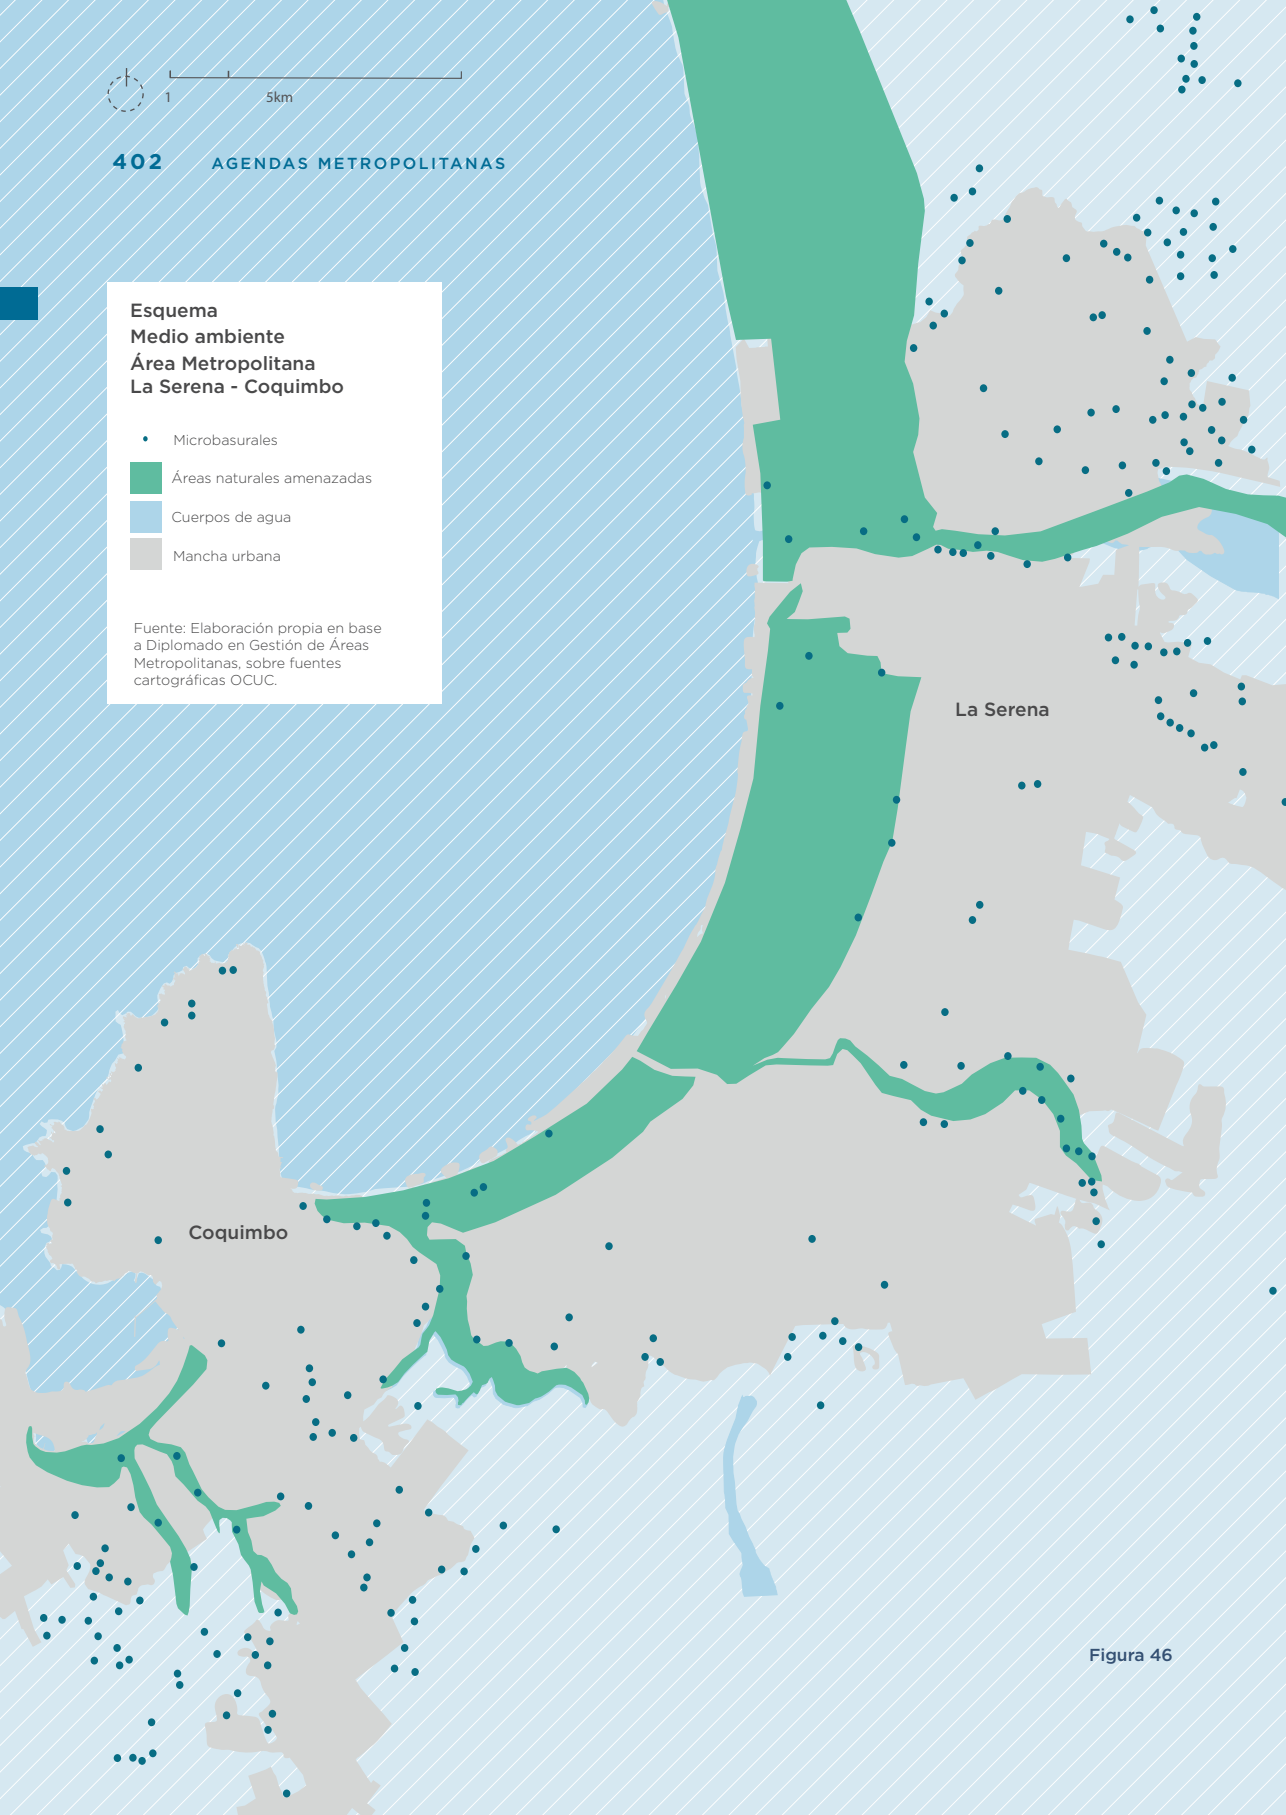 1 5km
402 AGENDAS METROPOLITANAS
Esquema
Medio ambiente
Área Metropolitana
La Serena - Coquimbo
Microbasurales
Áreas naturales amenazadas
Cuerpos de agua
Mancha urbana
Fuente: Elaboración propia en base
a Diplomado en Gestión de Áreas
Metropolitanas, sobre fuentes
cartográficas OCUC.
La Serena
Coquimbo
Figura 46